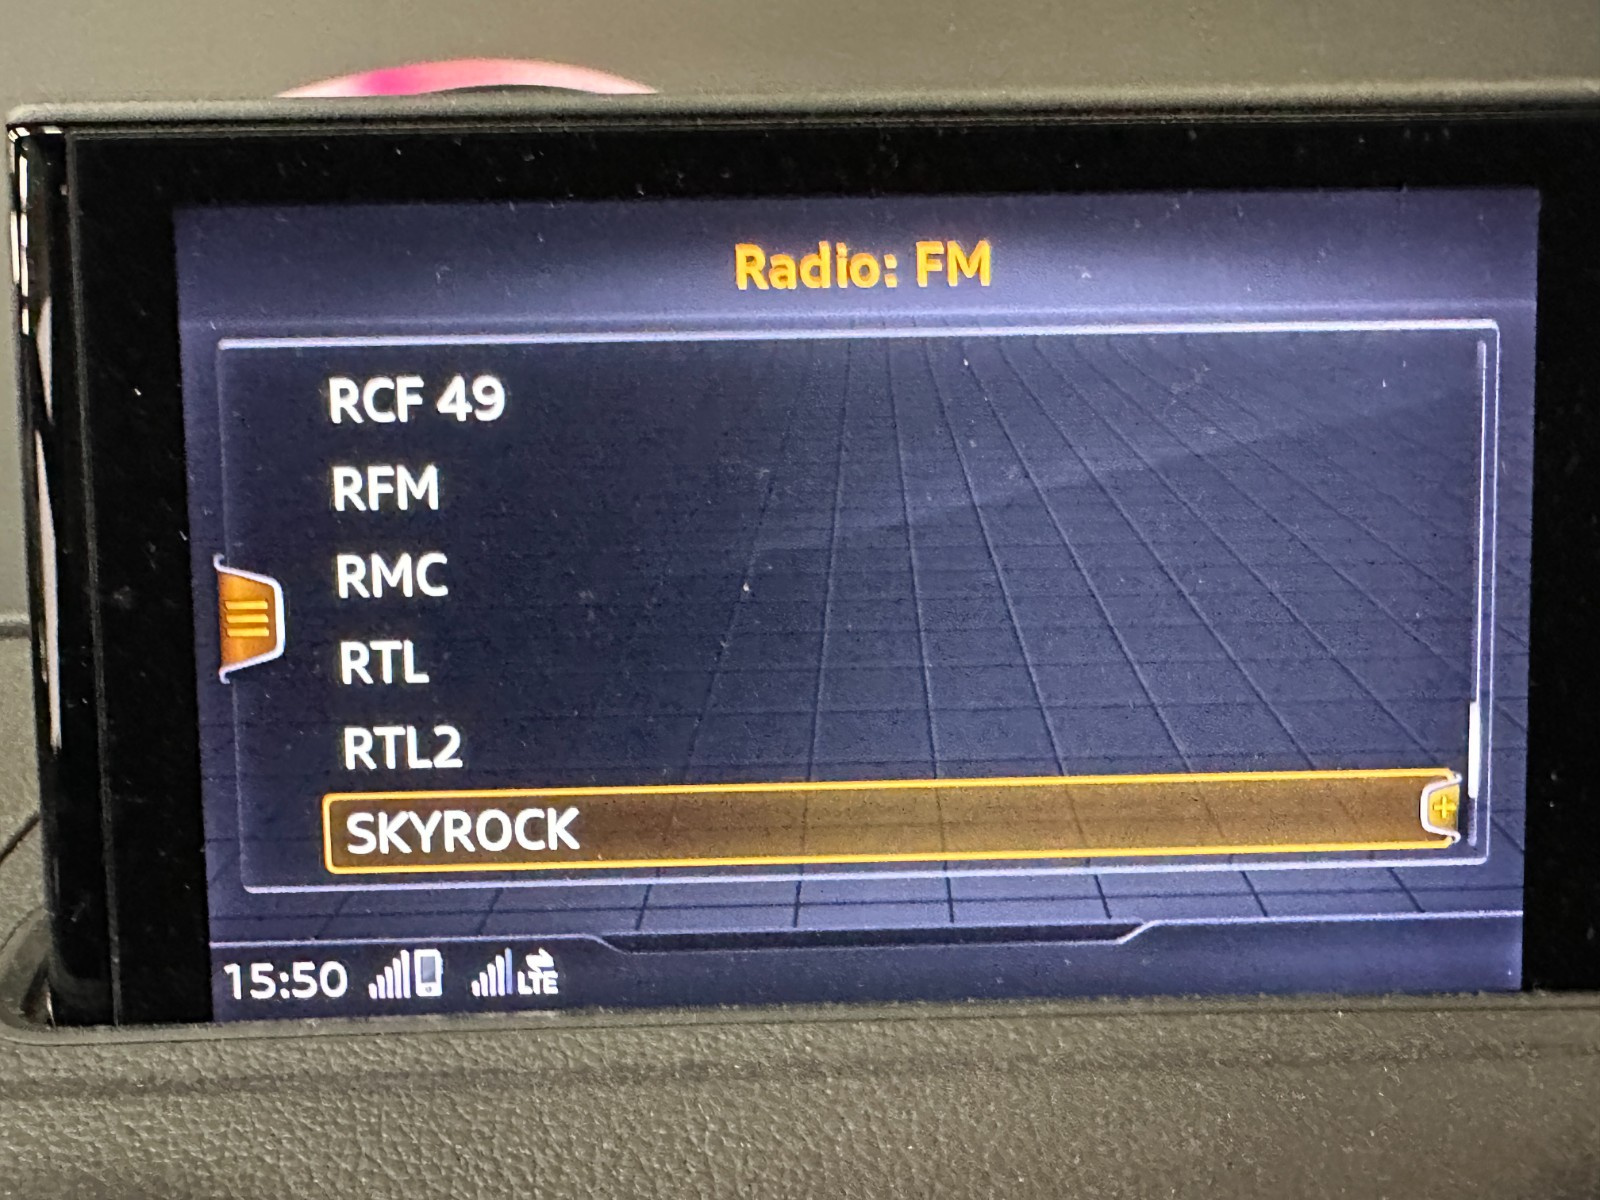 Radio: FM
RCF 49
RFM
RMC
RTL
RTL2
SKYROCK
15:50 LTE